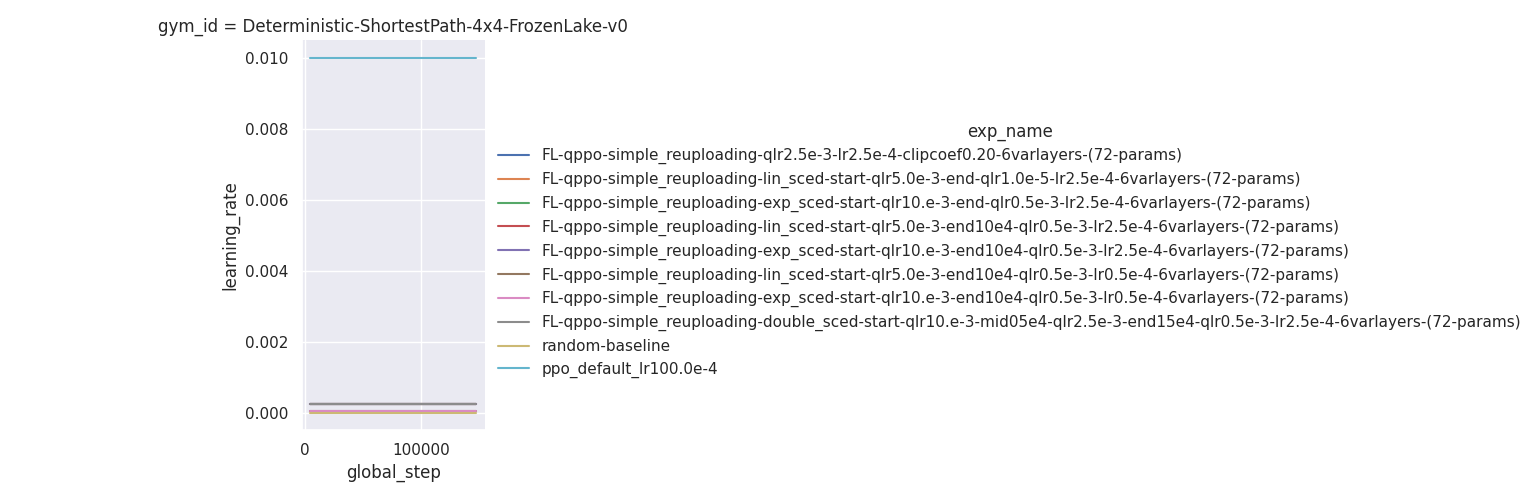 gym_id = Deterministic-ShortestPath-4x4-FrozenLake-v0
0.010
0.008
0.006
0.004
0.002
0.000
learning_rate
0 100000
global_step
exp_name
FL-qppo-simple_reuploading-qlr2.5e-3-lr2.5e-4-clipcoef0.20-6varlayers-(72-params)
FL-qppo-simple_reuploading-lin_sced-start-qlr5.0e-3-end-qlr1.0e-5-lr2.5e-4-6varlayers-(72-params)
FL-qppo-simple_reuploading-exp_sced-start-qlr10.e-3-end-qlr0.5e-3-lr2.5e-4-6varlayers-(72-params)
FL-qppo-simple_reuploading-lin_sced-start-qlr5.0e-3-end10e4-qlr0.5e-3-lr2.5e-4-6varlayers-(72-params)
FL-qppo-simple_reuploading-exp_sced-start-qlr10.e-3-end10e4-qlr0.5e-3-lr2.5e-4-6varlayers-(72-params)
FL-qppo-simple_reuploading-lin_sced-start-qlr5.0e-3-end10e4-qlr0.5e-3-lr0.5e-4-6varlayers-(72-params)
FL-qppo-simple_reuploading-exp_sced-start-qlr10.e-3-end10e4-qlr0.5e-3-lr0.5e-4-6varlayers-(72-params)
FL-qppo-simple_reuploading-double_sced-start-qlr10.e-3-mid05e4-qlr2.5e-3-end15e4-qlr0.5e-3-lr2.5e-4-6varlayers-(72-params)
random-baseline
ppo_default_lr100.0e-4